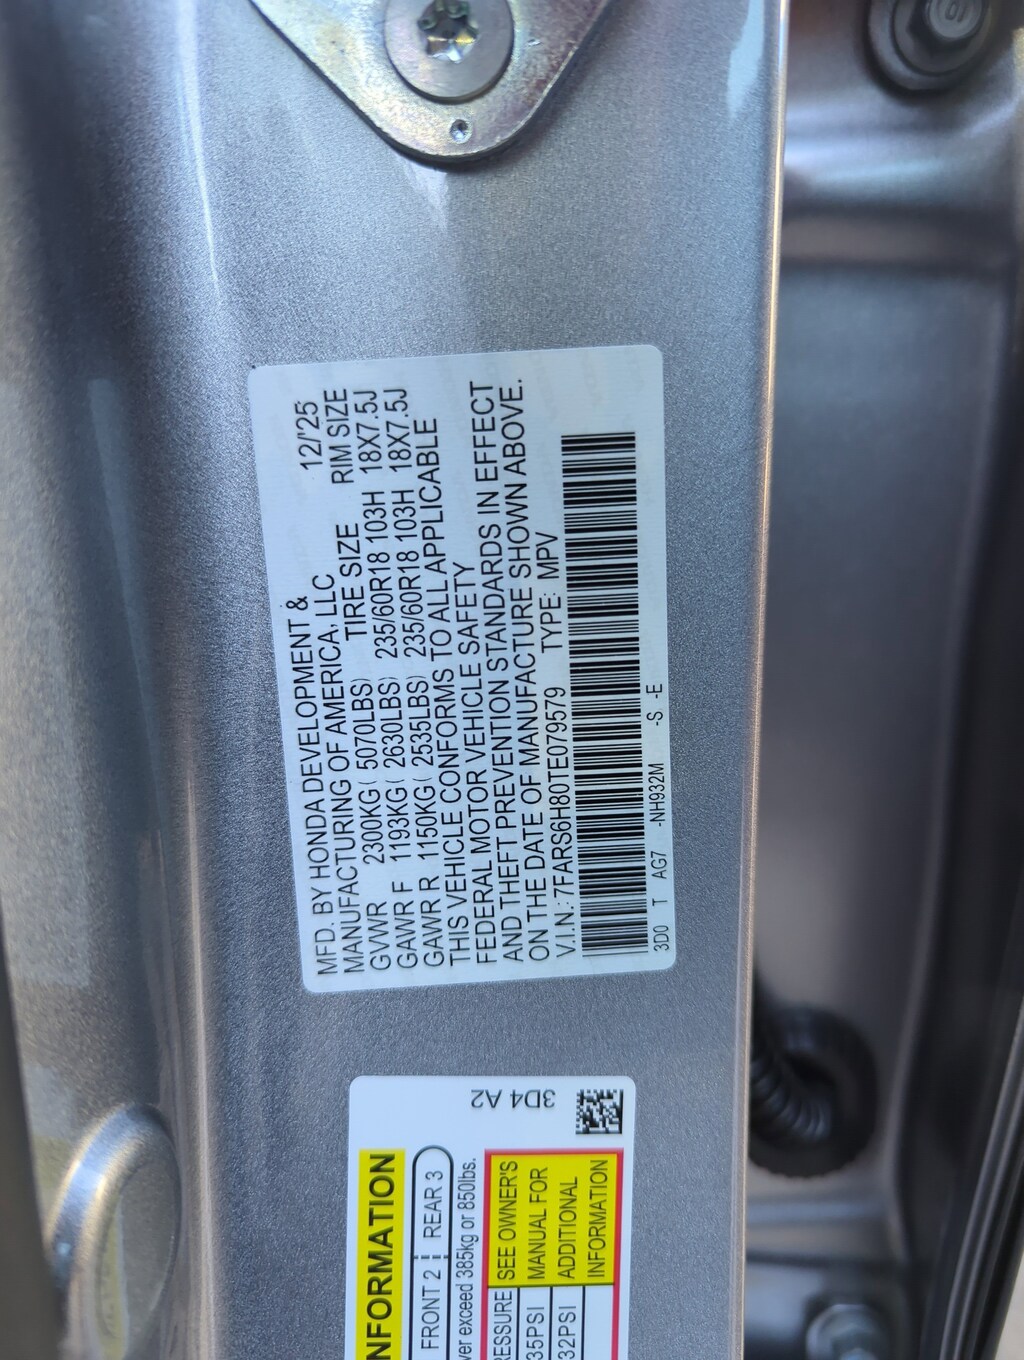 MFD. BY HONDA DEVELOPMENT &
MANUFACTURING OF AMERICA, LLC 12/'25
GVWR 2300KG( 5070LBS) TIRE SIZE RIM SIZE
GAWR F 1193KG( 2630LBS) 235/60R18 103H 18X7.5J
GAWR R 1150KG( 2535LBS) 235/60R18 103H 18X7.5J
THIS VEHICLE CONFORMS TO ALL APPLICABLE
FEDERAL MOTOR VEHICLE SAFETY
AND THEFT PREVENTION STANDARDS IN EFFECT
ON THE DATE OF MANUFACTURE SHOWN ABOVE.
V.I.N.: 7FARS6H80TE079579 TYPE: MPV
3D0 T AG7 -NH932M -S -E
3D4 A2
NFORMATION
FRONT 2 REAR 3
ver exceed 385kg or 850lbs.
RESSURE SEE OWNER'S
35PSI MANUAL FOR
32PSI ADDITIONAL
INFORMATION